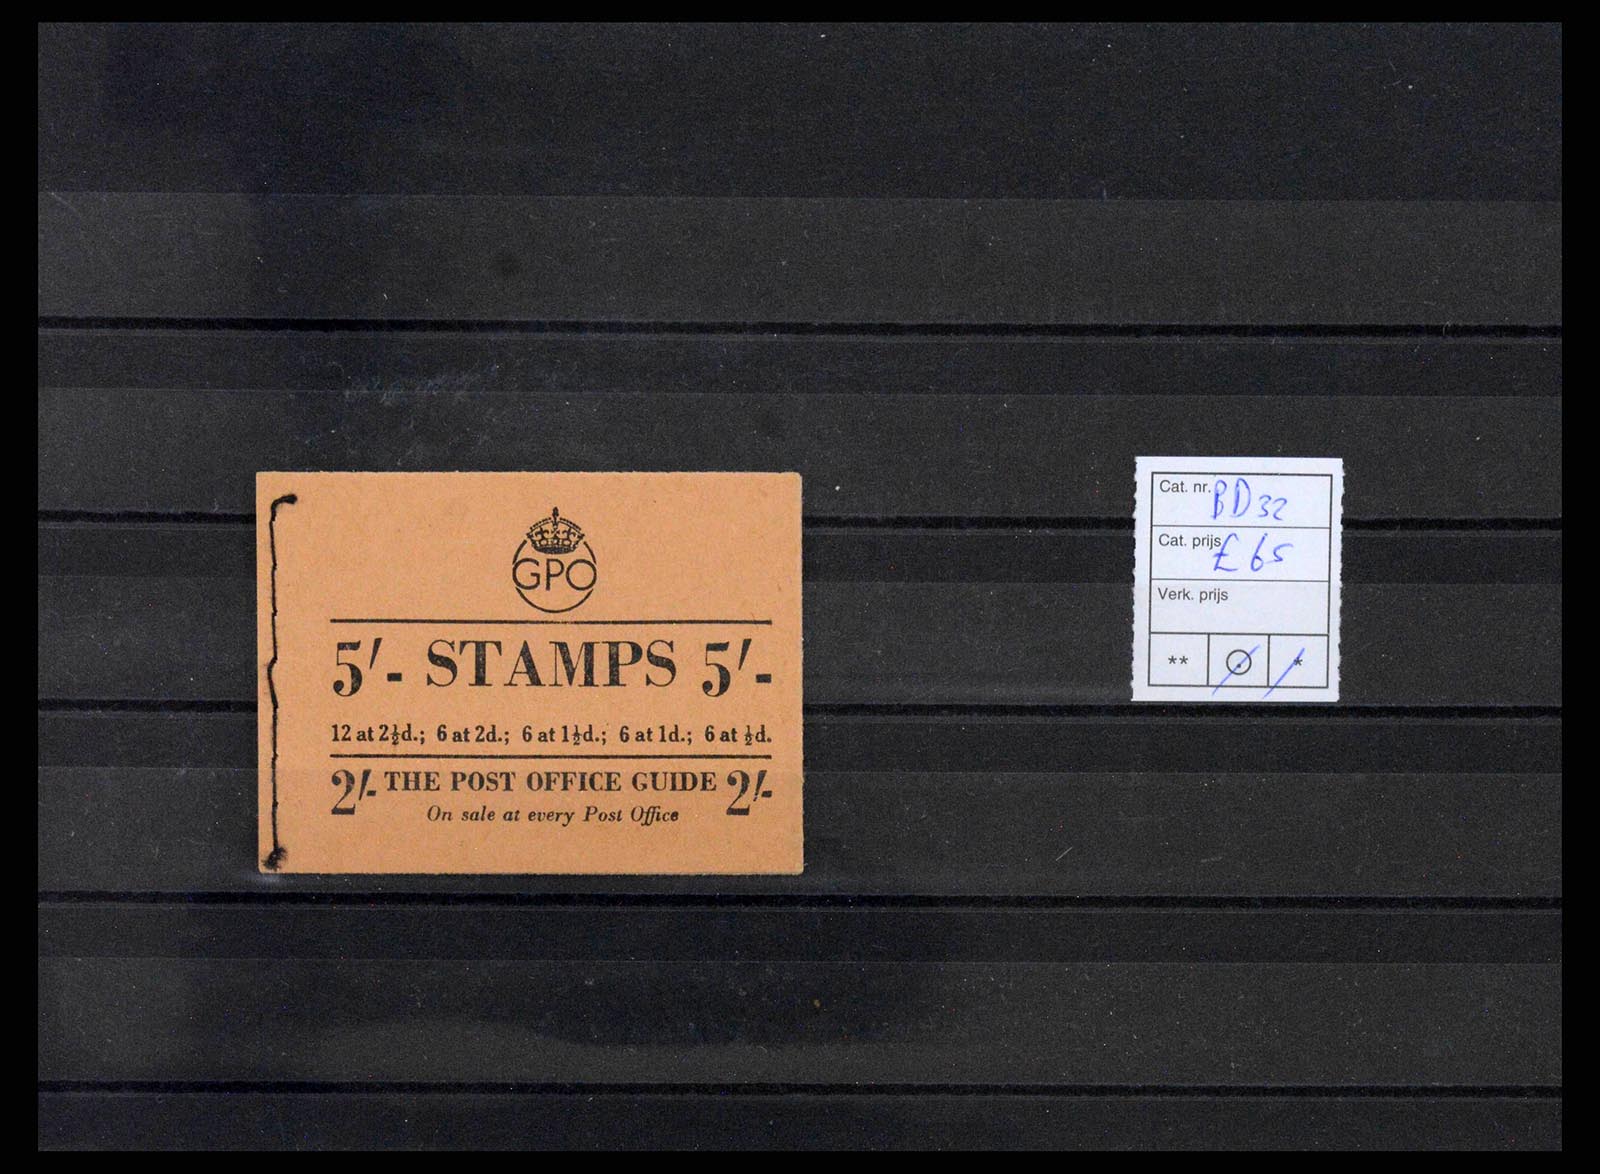 GPO
5/- STAMPS 5/-
12 at 2½d.; 6 at 2d.; 6 at 1½d.; 6 at 1d.; 6 at ½d.
2/- THE POST OFFICE GUIDE 2/-
On sale at every Post Office
Cat. nr. BD32
Cat. prijs £65
Verk. prijs
** *